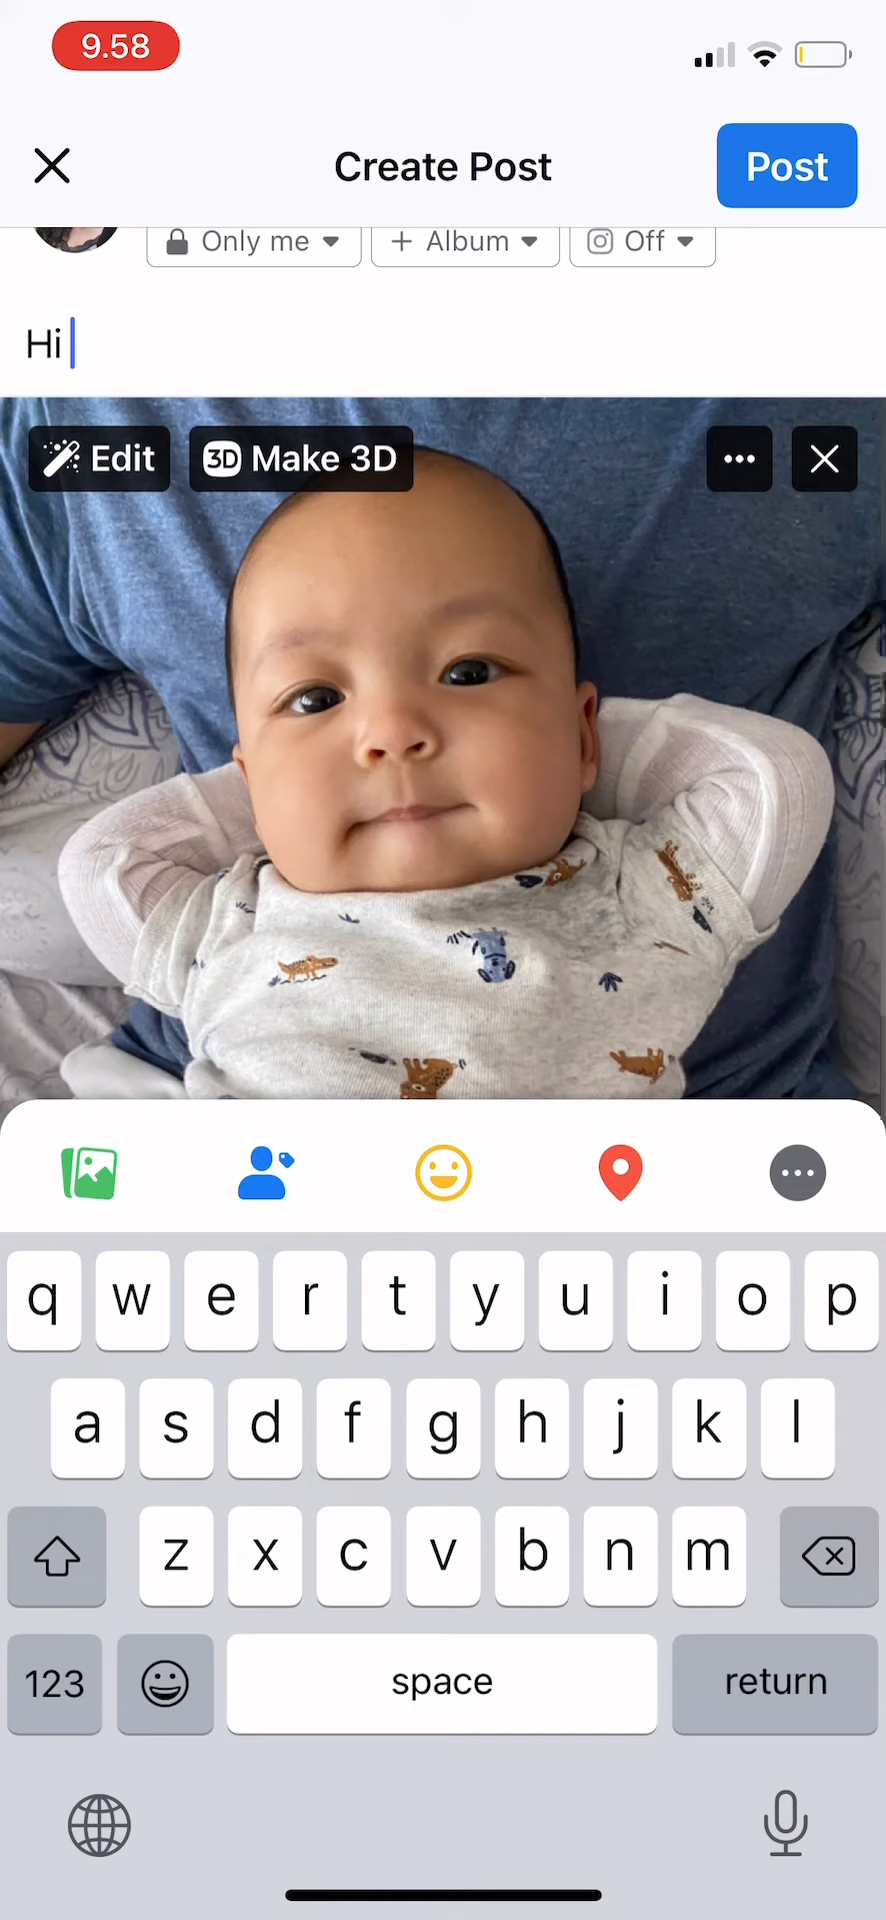 9.58
Create Post
Post
Only me
+ Album
Off
Hi
Edit
3D Make 3D
q w e r t y u i o p
a s d f g h j k l
z x c v b n m
123
space
return